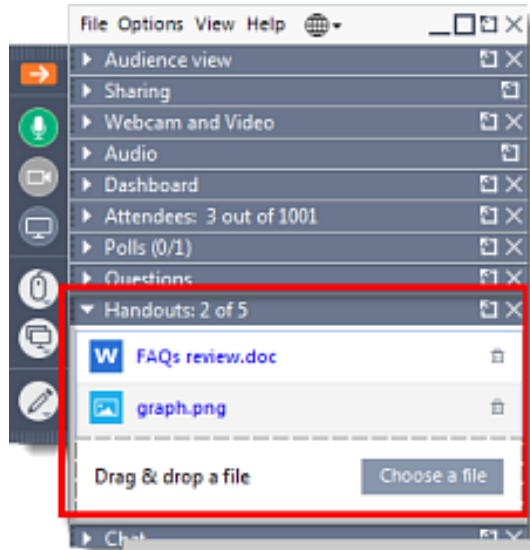 File Options View Help
Audience view
Sharing
Webcam and Video
Audio
Dashboard
Attendees: 3 out of 1001
Polls (0/1)
Questions
Handouts: 2 of 5
W FAQs review.doc
graph.png
Drag & drop a file Choose a file
Chat